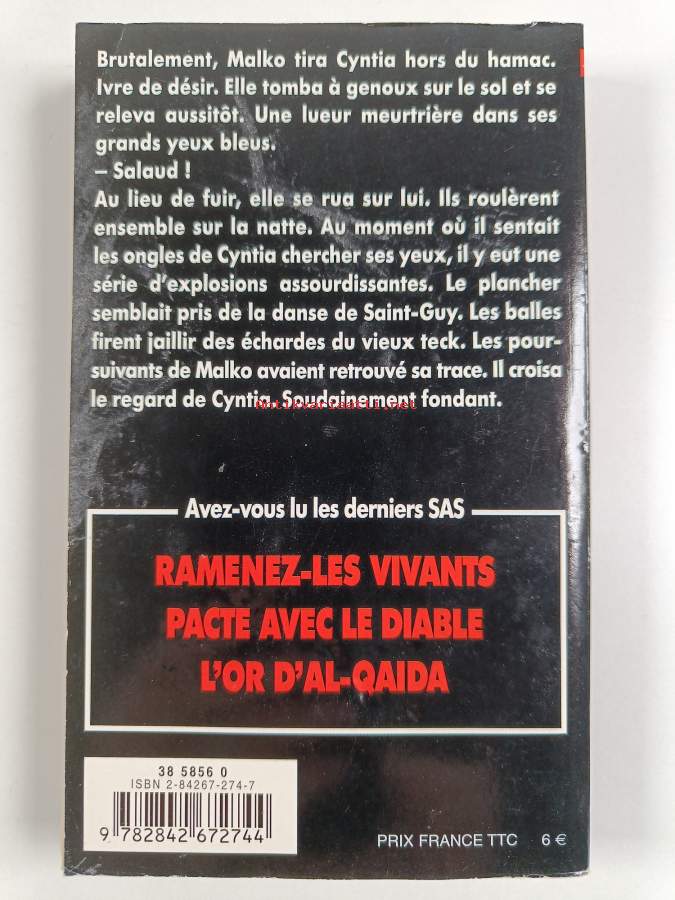 Brutalement, Malko tira Cyntia hors du hamac.
Ivre de désir. Elle tomba à genoux sur le sol et se
releva aussitôt. Une lueur meurtrière dans ses
grands yeux bleus.
– Salaud !
Au lieu de fuir, elle se rua sur lui. Ils roulèrent
ensemble sur la natte. Au moment où il sentait
les ongles de Cyntia chercher ses yeux, il y eut une
série d'explosions assourdissantes. Le plancher
semblait pris de la danse de Saint-Guy. Les balles
firent jaillir des échardes du vieux teck. Les pour-
suivants de Malko avaient retrouvé sa trace. Il croisa
le regard de Cyntia. Soudainement fondant.
Antikvariaatti.net
Avez-vous lu les derniers SAS
RAMENEZ-LES VIVANTS
PACTE AVEC LE DIABLE
L'OR D'AL-QAIDA
38 5856 0
ISBN 2-84267-274-7
9 782842 672744
PRIX FRANCE TTC 6 €